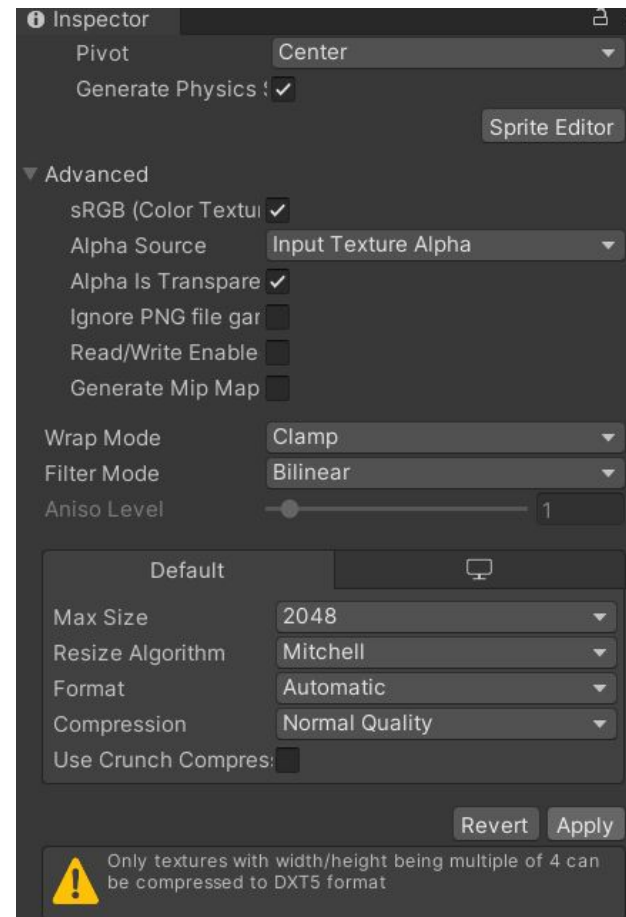 Inspector
Pivot Center
Generate Physics S
Sprite Editor
Advanced
sRGB (Color Textu
Alpha Source Input Texture Alpha
Alpha Is Transpare
Ignore PNG file gar
Read/Write Enable
Generate Mip Map
Wrap Mode Clamp
Filter Mode Bilinear
Aniso Level 1
Default
Max Size 2048
Resize Algorithm Mitchell
Format Automatic
Compression Normal Quality
Use Crunch Compres
Revert Apply
Only textures with width/height being multiple of 4 can
be compressed to DXT5 format